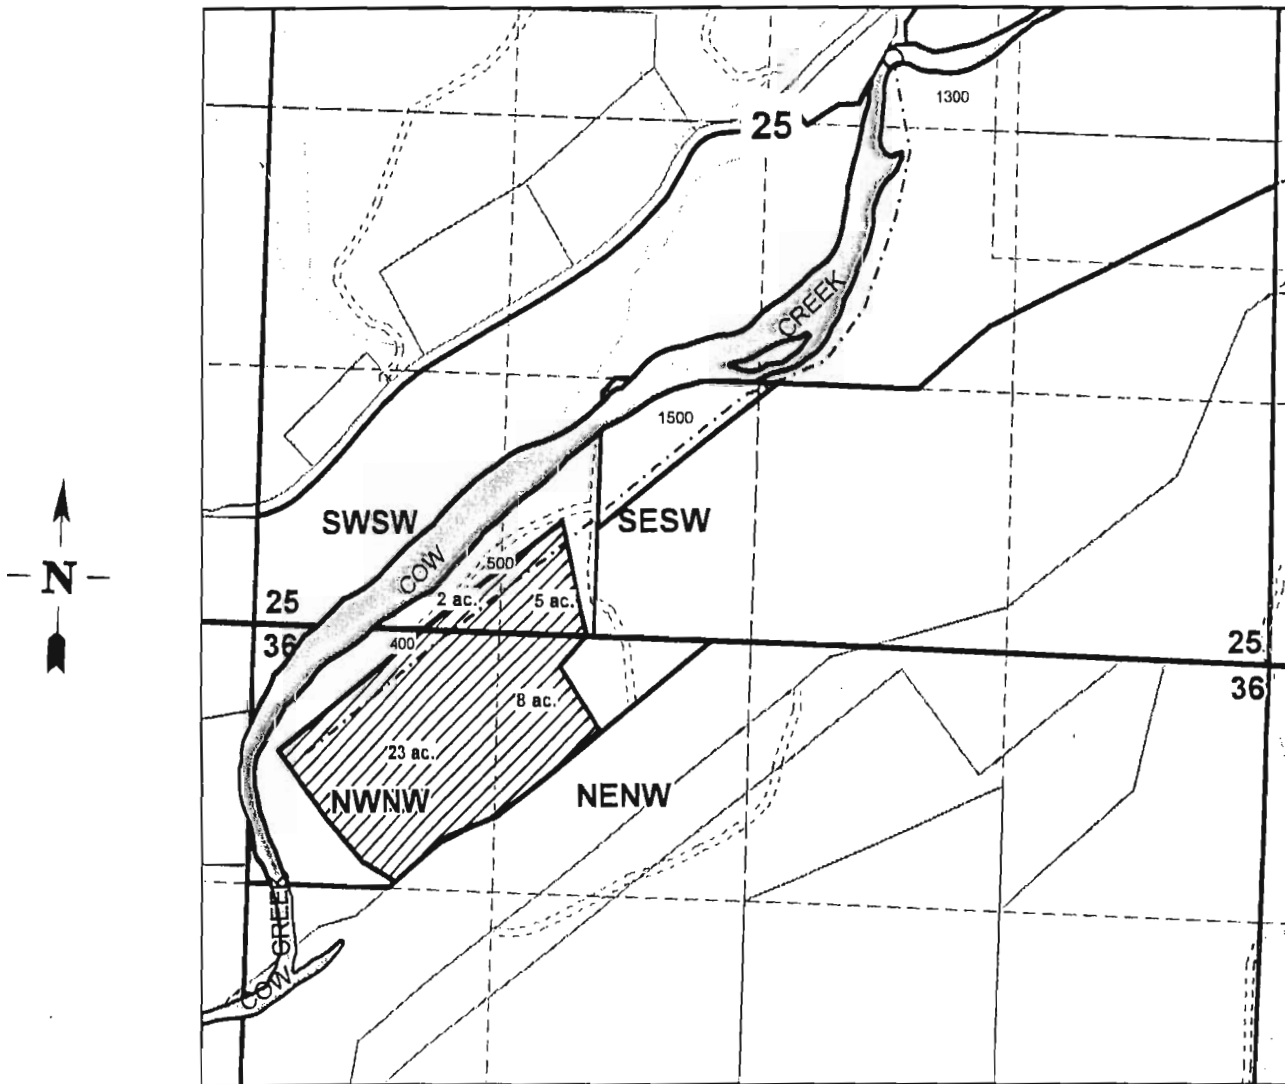 1300
25
CREEK
1500
SWSW
SESW
500
COW
N
2 ac.
5 ac.
25
36
400
25
36
8 ac.
23 ac.
NWNW
NENW
CREEK
COW